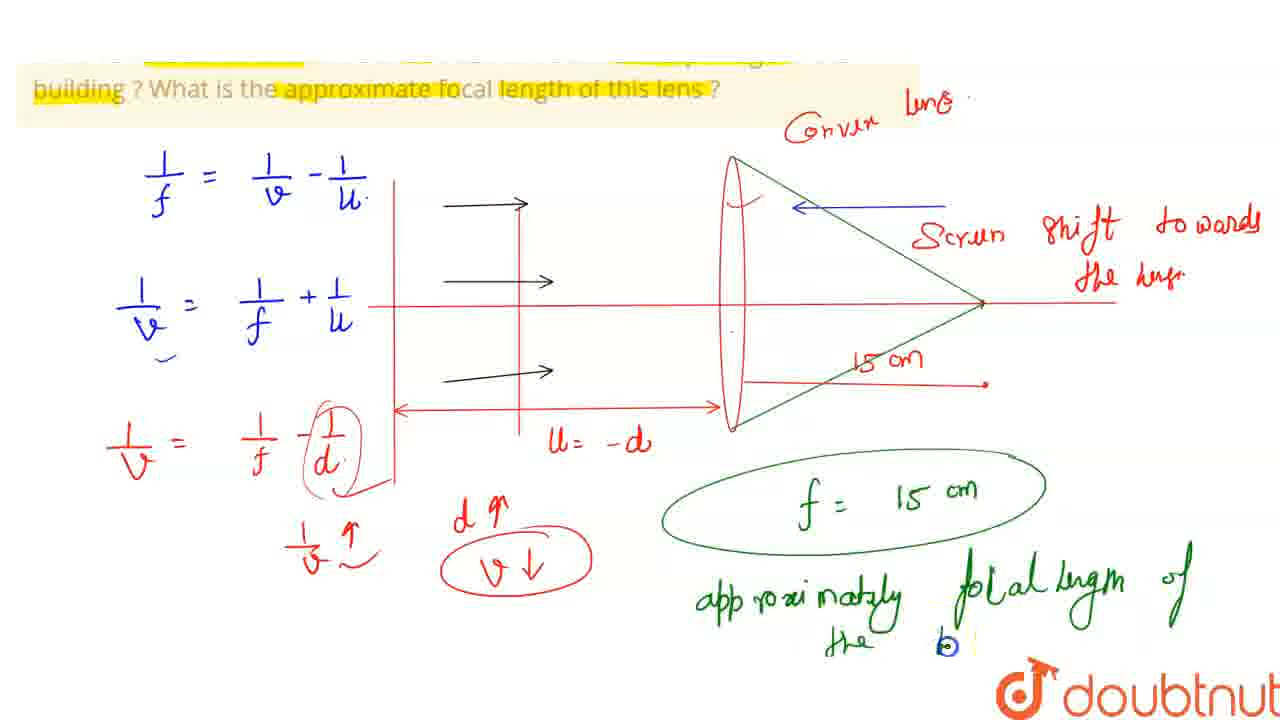 building ? What is the approximate focal length of this lens ?
Convex lens
1/f = 1/v - 1/u
Screen shift towards
the lens
1/v = 1/f + 1/u
15 cm
1/v = 1/f - 1/d
u = -d
f = 15 cm
d ↑
1/v ↑
v ↓
approximately focal length of
the
doubtnut